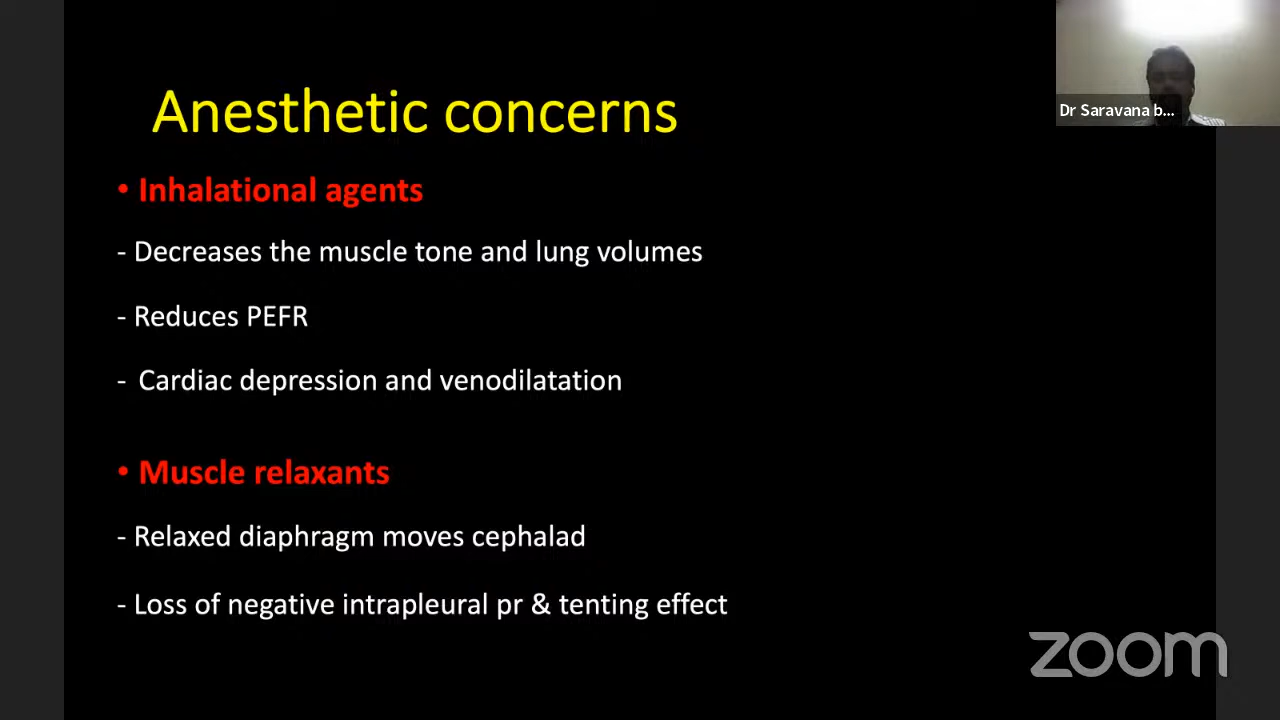 Anesthetic concerns
Dr Saravana b...
• Inhalational agents
- Decreases the muscle tone and lung volumes
- Reduces PEFR
- Cardiac depression and venodilatation
• Muscle relaxants
- Relaxed diaphragm moves cephalad
- Loss of negative intrapleural pr & tenting effect
zoom